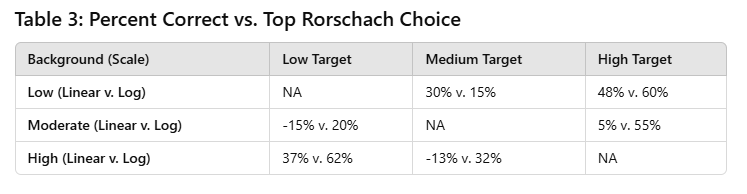 Table 3: Percent Correct vs. Top Rorschach Choice
Background (Scale) Low Target Medium Target High Target
Low (Linear v. Log) NA 30% v. 15% 48% v. 60%
Moderate (Linear v. Log) -15% v. 20% NA 5% v. 55%
High (Linear v. Log) 37% v. 62% -13% v. 32% NA